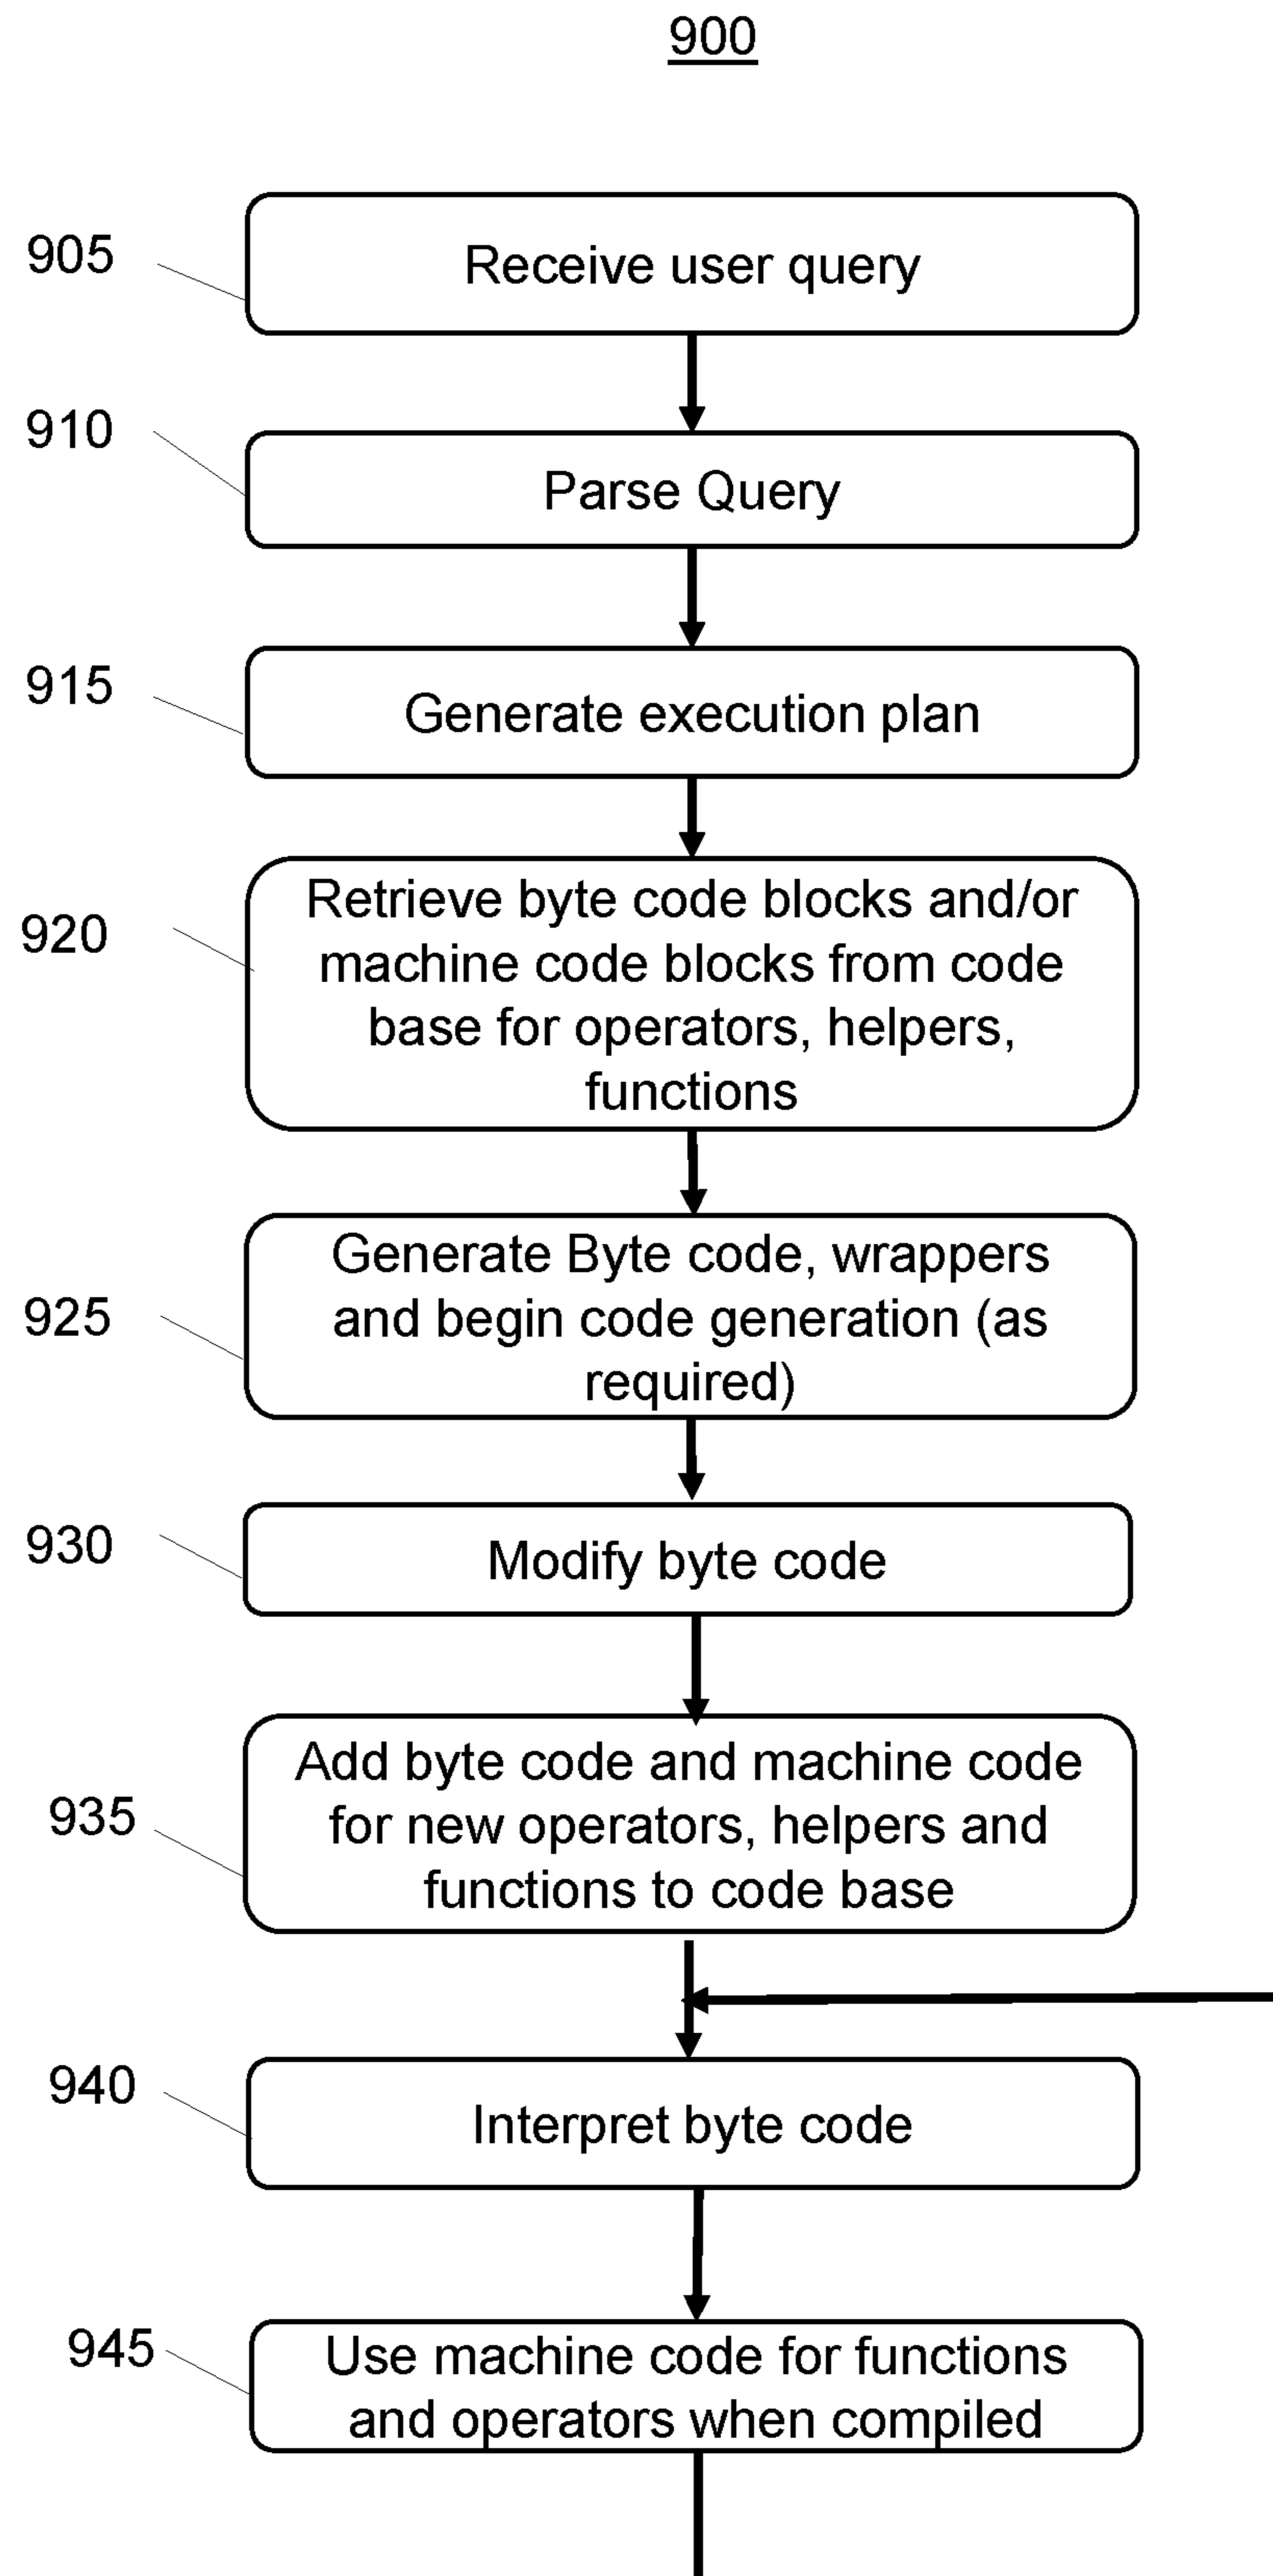 900
905
Receive user query
910
Parse Query
915
Generate execution plan
920
Retrieve byte code blocks and/or
machine code blocks from code
base for operators, helpers,
functions
925
Generate Byte code, wrappers
and begin code generation (as
required)
930
Modify byte code
935
Add byte code and machine code
for new operators, helpers and
functions to code base
940
Interpret byte code
945
Use machine code for functions
and operators when compiled